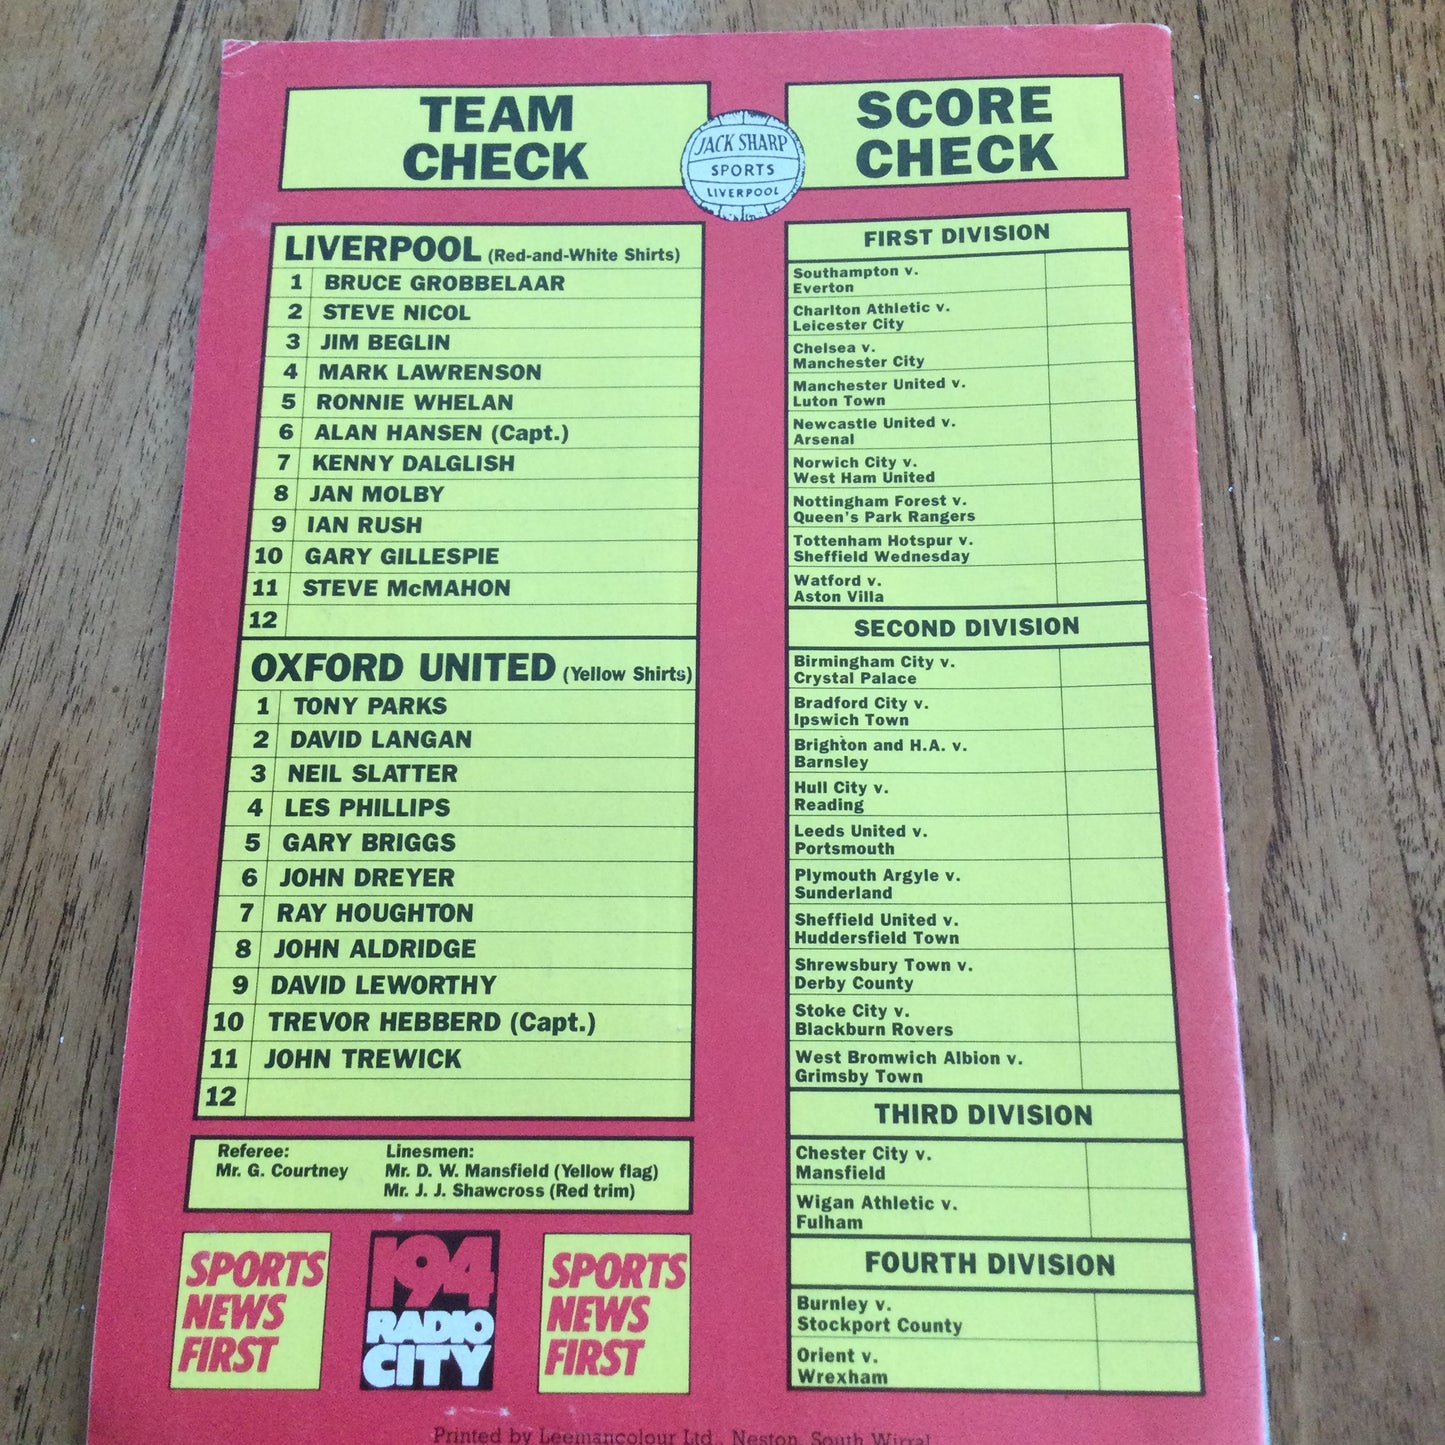 TEAM
CHECK
JACK SHARP
SPORTS
LIVERPOOL
SCORE
CHECK
LIVERPOOL (Red-and-White Shirts)
1 BRUCE GROBBELAAR
2 STEVE NICOL
3 JIM BEGLIN
4 MARK LAWRENSON
5 RONNIE WHELAN
6 ALAN HANSEN (Capt.)
7 KENNY DALGLISH
8 JAN MOLBY
9 IAN RUSH
10 GARY GILLESPIE
11 STEVE McMAHON
12
OXFORD UNITED (Yellow Shirts)
1 TONY PARKS
2 DAVID LANGAN
3 NEIL SLATTER
4 LES PHILLIPS
5 GARY BRIGGS
6 JOHN DREYER
7 RAY HOUGHTON
8 JOHN ALDRIDGE
9 DAVID LEWORTHY
10 TREVOR HEBBERD (Capt.)
11 JOHN TREWICK
12
Referee: Linesmen:
Mr. G. Courtney Mr. D. W. Mansfield (Yellow flag)
Mr. J. J. Shawcross (Red trim)
SPORTS
NEWS
FIRST
194
RADIO
CITY
SPORTS
NEWS
FIRST
FIRST DIVISION
Southampton v.
Everton
Charlton Athletic v.
Leicester City
Chelsea v.
Manchester City
Manchester United v.
Luton Town
Newcastle United v.
Arsenal
Norwich City v.
West Ham United
Nottingham Forest v.
Queen's Park Rangers
Tottenham Hotspur v.
Sheffield Wednesday
Watford v.
Aston Villa
SECOND DIVISION
Birmingham City v.
Crystal Palace
Bradford City v.
Ipswich Town
Brighton and H.A. v.
Barnsley
Hull City v.
Reading
Leeds United v.
Portsmouth
Plymouth Argyle v.
Sunderland
Sheffield United v.
Huddersfield Town
Shrewsbury Town v.
Derby County
Stoke City v.
Blackburn Rovers
West Bromwich Albion v.
Grimsby Town
THIRD DIVISION
Chester City v.
Mansfield
Wigan Athletic v.
Fulham
FOURTH DIVISION
Burnley v.
Stockport County
Orient v.
Wrexham
Printed by Leemancolour Ltd., Neston, South Wirral